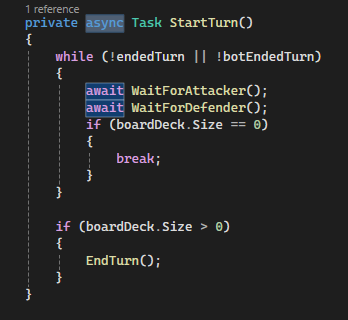 1 reference
private async Task StartTurn()
{
    while (!endedTurn || !botEndedTurn)
    {
        await WaitForAttacker();
        await WaitForDefender();
        if (boardDeck.Size == 0)
        {
            break;
        }
    }

    if (boardDeck.Size > 0)
    {
        EndTurn();
    }
}